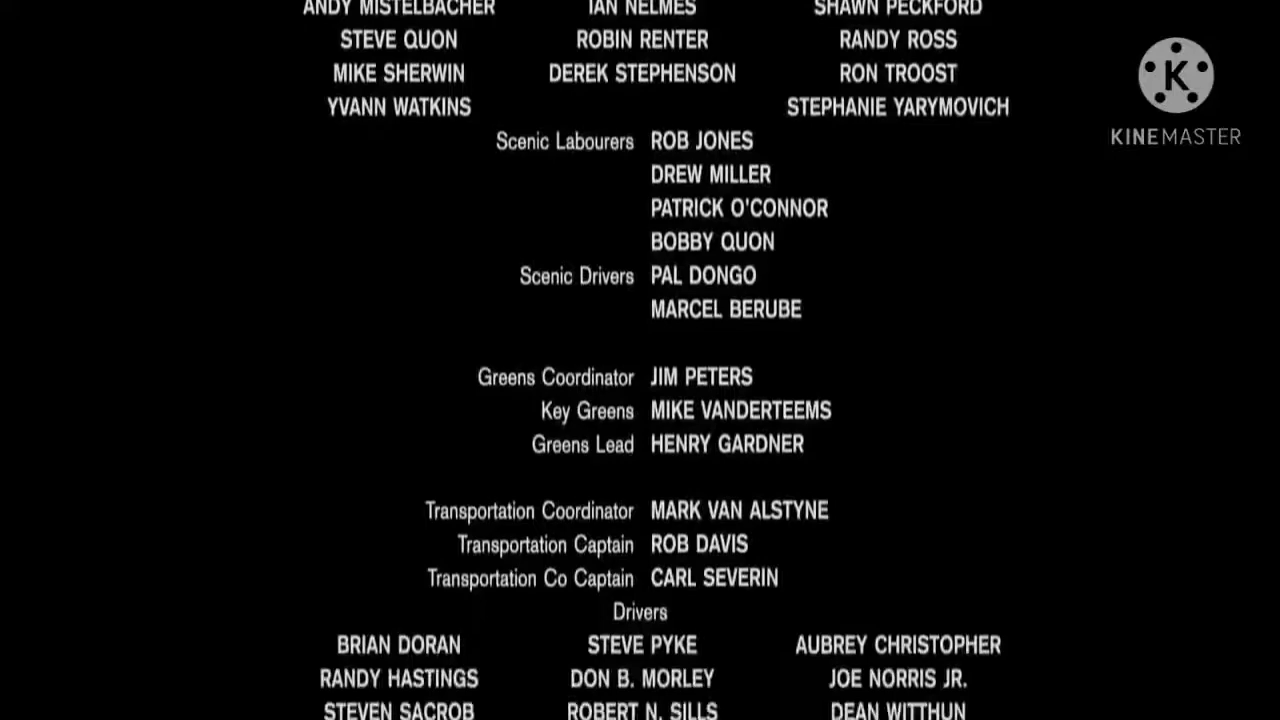 ANDY MISTELBACHER IAN NELMES SHAWN PECKFORD
STEVE QUON ROBIN RENTER RANDY ROSS
MIKE SHERWIN DEREK STEPHENSON RON TROOST
YVANN WATKINS STEPHANIE YARYMOVICH
Scenic Labourers ROB JONES
DREW MILLER
PATRICK O'CONNOR
BOBBY QUON
Scenic Drivers PAL DONGO
MARCEL BERUBE
Greens Coordinator JIM PETERS
Key Greens MIKE VANDERTEEMS
Greens Lead HENRY GARDNER
Transportation Coordinator MARK VAN ALSTYNE
Transportation Captain ROB DAVIS
Transportation Co Captain CARL SEVERIN
Drivers
BRIAN DORAN STEVE PYKE AUBREY CHRISTOPHER
RANDY HASTINGS DON B. MORLEY JOE NORRIS JR.
STEVEN SACROB ROBERT N. SILLS DEAN WITTHUN
K
KINEMASTER